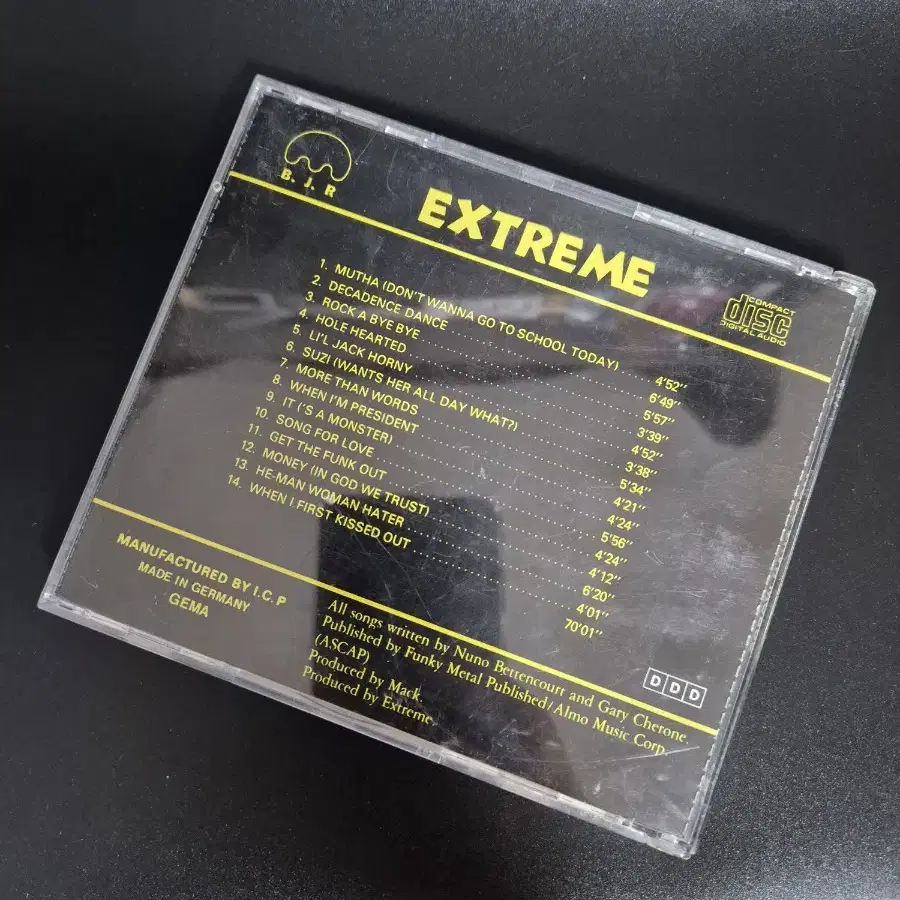 B. J. R
EXTREME
COMPACT
disc
DIGITAL AUDIO
1. MUTHA (DON'T WANNA GO TO SCHOOL TODAY) 4'52''
2. DECADENCE DANCE 6'49''
3. ROCK A BYE BYE 5'57''
4. HOLE HEARTED 3'39''
5. LI'L JACK HORNY 4'52''
6. SUZI (WANTS HER ALL DAY WHAT?) 3'38''
7. MORE THAN WORDS 5'34''
8. WHEN I'M PRESIDENT 4'21''
9. IT ('S A MONSTER) 4'24''
10. SONG FOR LOVE 5'56''
11. GET THE FUNK OUT 4'24''
12. MONEY (IN GOD WE TRUST) 4'12''
13. HE-MAN WOMAN HATER 6'20''
14. WHEN I FIRST KISSED OUT 4'01''
70'01''
MANUFACTURED BY I.C.P
MADE IN GERMANY
GEMA
All songs written by Nuno Bettencourt and Gary Cherone.
Published by Funky Metal Published/Almo Music Corp.
(ASCAP)
Produced by Mack.
Produced by Extreme.
DDD